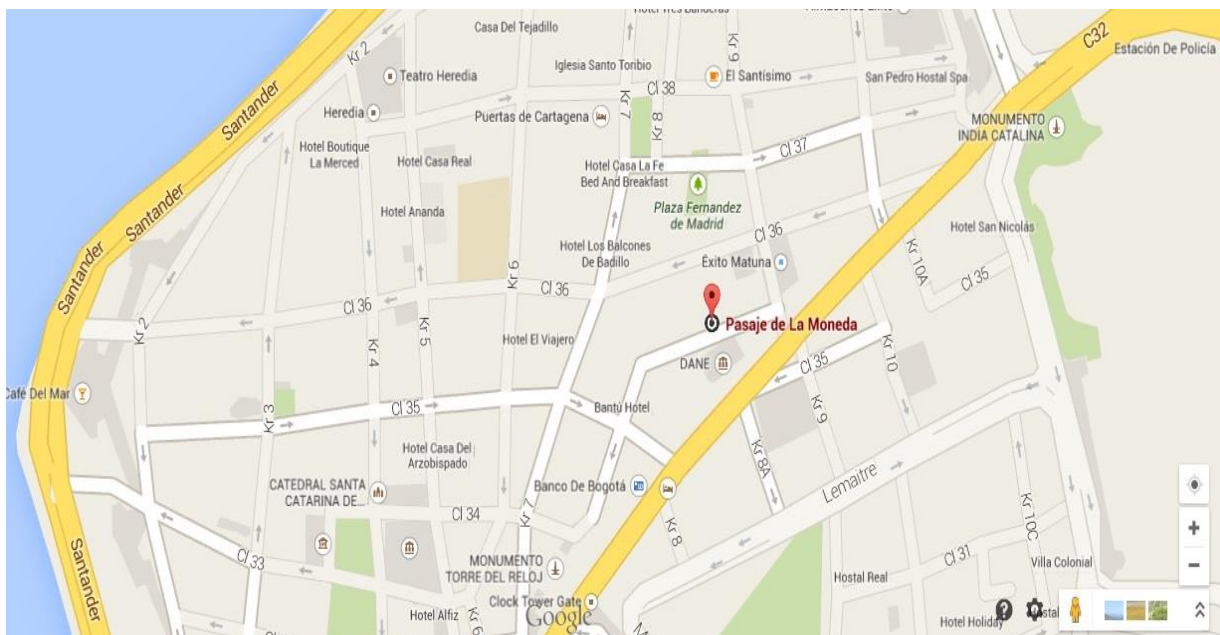 Hotel Tres Banderas
Casa Del Tejadillo
C32
Estación De Policía
Kr 2
Kr 9
Iglesia Santo Toribio
Teatro Heredia
El Santísimo
San Pedro Hostal Spa
Cl 38
Santander
Heredia
Puertas de Cartagena
Kr 7
Kr 8
MONUMENTO
INDIA CATALINA
Hotel Boutique
La Merced
Hotel Casa Real
Cl 37
Hotel Casa La Fe
Bed And Breakfast
Santander
Hotel Ananda
Plaza Fernandez
de Madrid
Hotel San Nicolás
Santander
Hotel Los Balcones
De Badillo
Cl 36
Éxito Matuna
Kr 10A
Cl 35
Kr 6
Cl 36
Cl 36
Santander
Kr 2
Kr 4
Kr 5
Hotel El Viajero
Pasaje de La Moneda
Kr 10
DANE
Cl 35
Café Del Mar
Kr 3
Cl 35
Bantú Hotel
Kr 9
Hotel Casa Del
Arzobispado
Kr 8A
Lemaitre
CATEDRAL SANTA
CATARINA DE...
Banco De Bogotá
Cl 34
Kr 7
Kr 8
Kr 10C
Santander
Cl 33
MONUMENTO
TORRE DEL RELOJ
Cl 31
Villa Colonial
Hostal Real
Clock Tower Gate
Hotel Alfiz
Kr 6
Google
Hotel Holiday